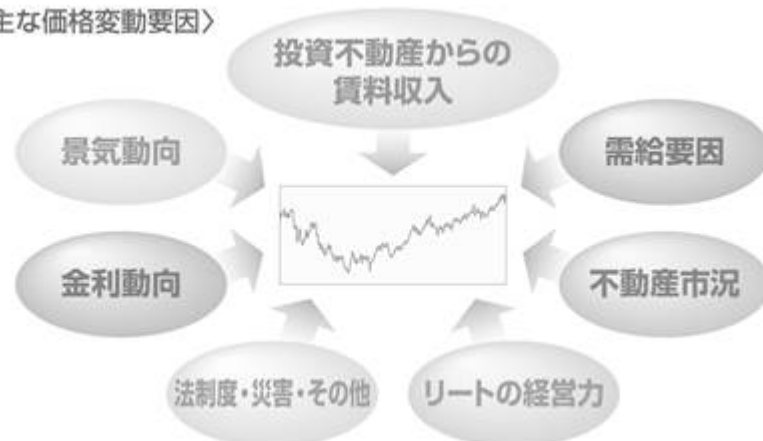 主な価格変動要因〉
投資不動産からの
賃料収入
景気動向
需給要因
金利動向
不動産市況
法制度・災害・その他
リートの経営力